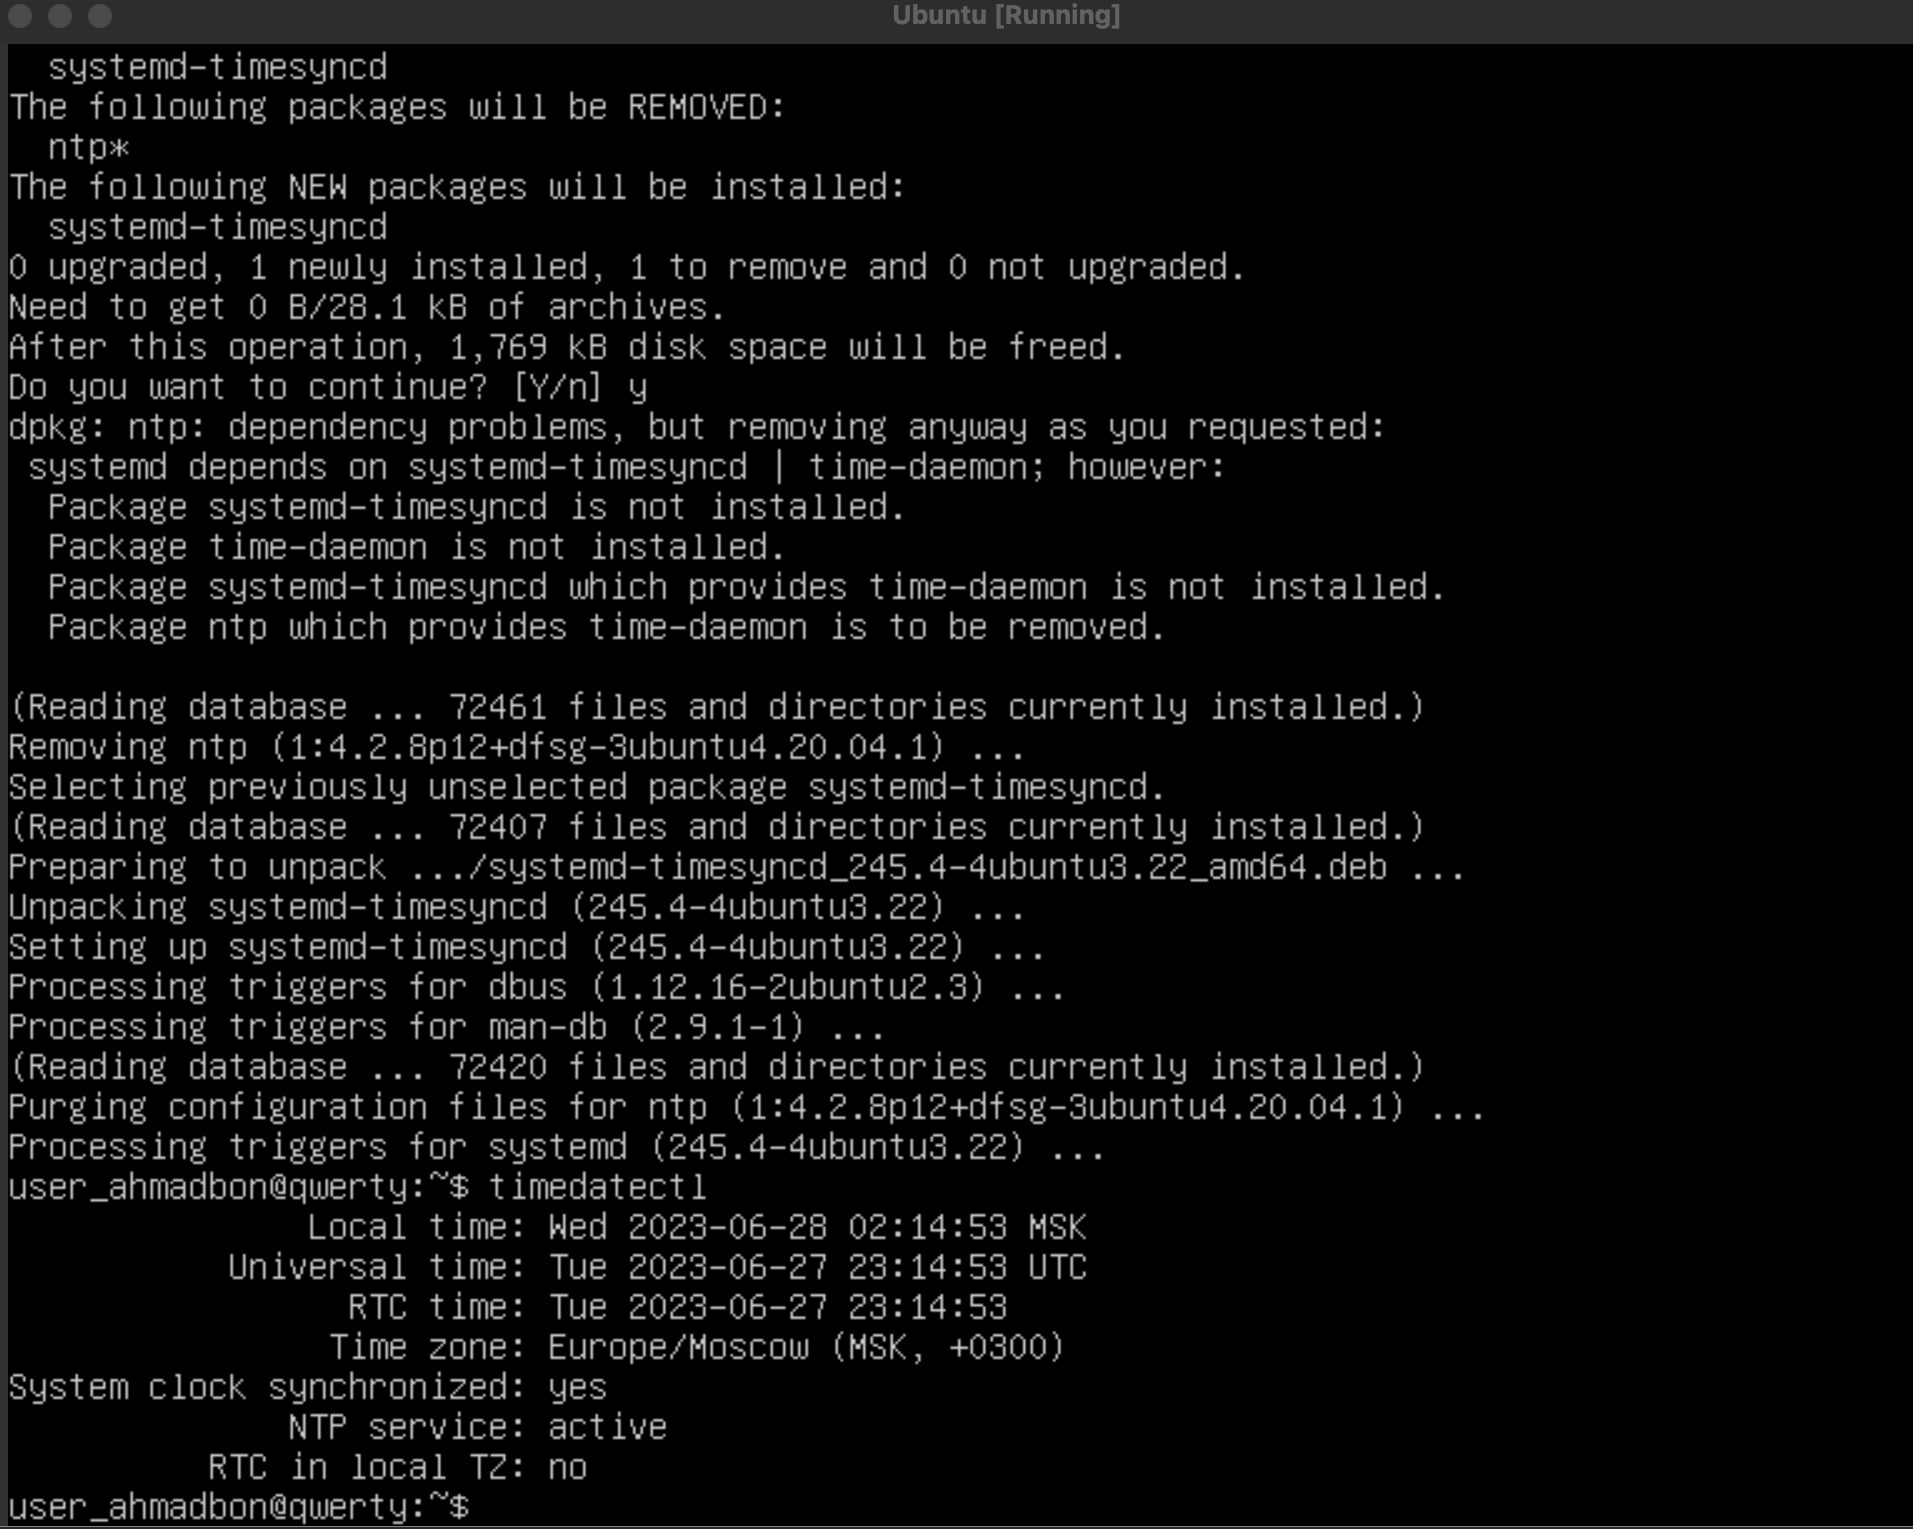 Ubuntu [Running]
systemd-timesyncd
The following packages will be REMOVED:
ntp*
The following NEW packages will be installed:
systemd-timesyncd
0 upgraded, 1 newly installed, 1 to remove and 0 not upgraded.
Need to get 0 B/28.1 kB of archives.
After this operation, 1,769 kB disk space will be freed.
Do you want to continue? [Y/n] y
dpkg: ntp: dependency problems, but removing anyway as you requested:
systemd depends on systemd-timesyncd | time-daemon; however:
Package systemd-timesyncd is not installed.
Package time-daemon is not installed.
Package systemd-timesyncd which provides time-daemon is not installed.
Package ntp which provides time-daemon is to be removed.
(Reading database ... 72461 files and directories currently installed.)
Removing ntp (1:4.2.8p12+dfsg-3ubuntu4.20.04.1) ...
Selecting previously unselected package systemd-timesyncd.
(Reading database ... 72407 files and directories currently installed.)
Preparing to unpack .../systemd-timesyncd_245.4-4ubuntu3.22_amd64.deb ...
Unpacking systemd-timesyncd (245.4-4ubuntu3.22) ...
Setting up systemd-timesyncd (245.4-4ubuntu3.22) ...
Processing triggers for dbus (1.12.16-2ubuntu2.3) ...
Processing triggers for man-db (2.9.1-1) ...
(Reading database ... 72420 files and directories currently installed.)
Purging configuration files for ntp (1:4.2.8p12+dfsg-3ubuntu4.20.04.1) ...
Processing triggers for systemd (245.4-4ubuntu3.22) ...
user_ahmadbon@qwerty:~$ timedatectl
Local time: Wed 2023-06-28 02:14:53 MSK
Universal time: Tue 2023-06-27 23:14:53 UTC
RTC time: Tue 2023-06-27 23:14:53
Time zone: Europe/Moscow (MSK, +0300)
System clock synchronized: yes
NTP service: active
RTC in local TZ: no
user_ahmadbon@qwerty:~$